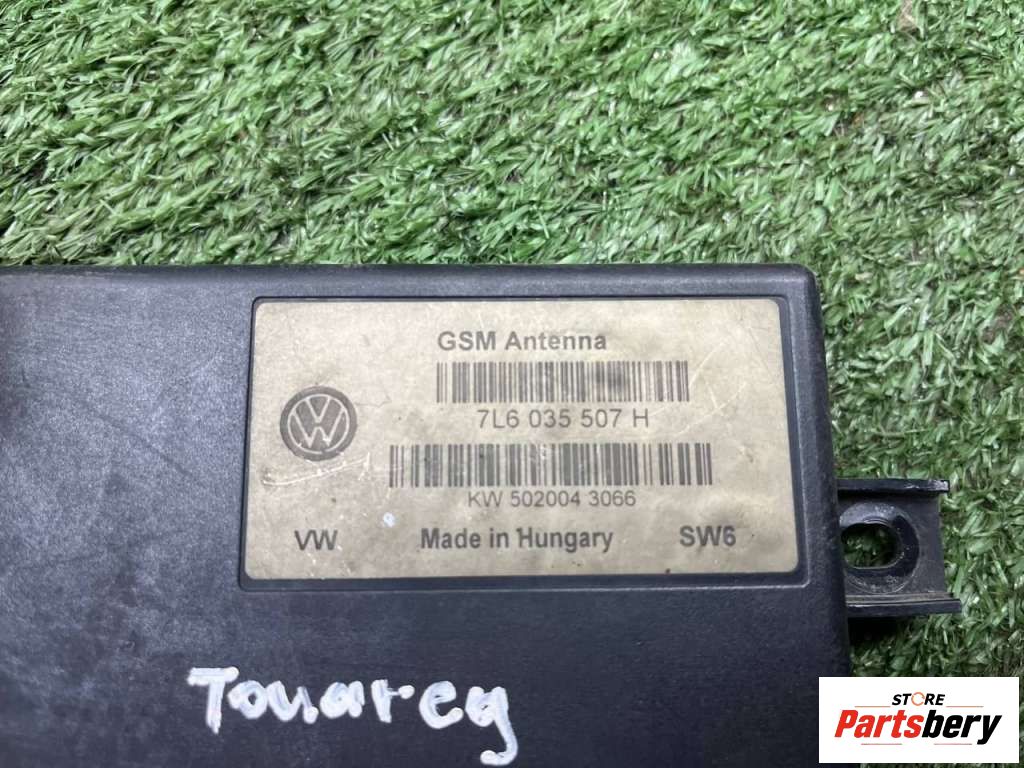 GSM Antenna
7L6 035 507 H
KW 502004 3066
VW Made in Hungary SW6
Touareg
STORE
Partsbery